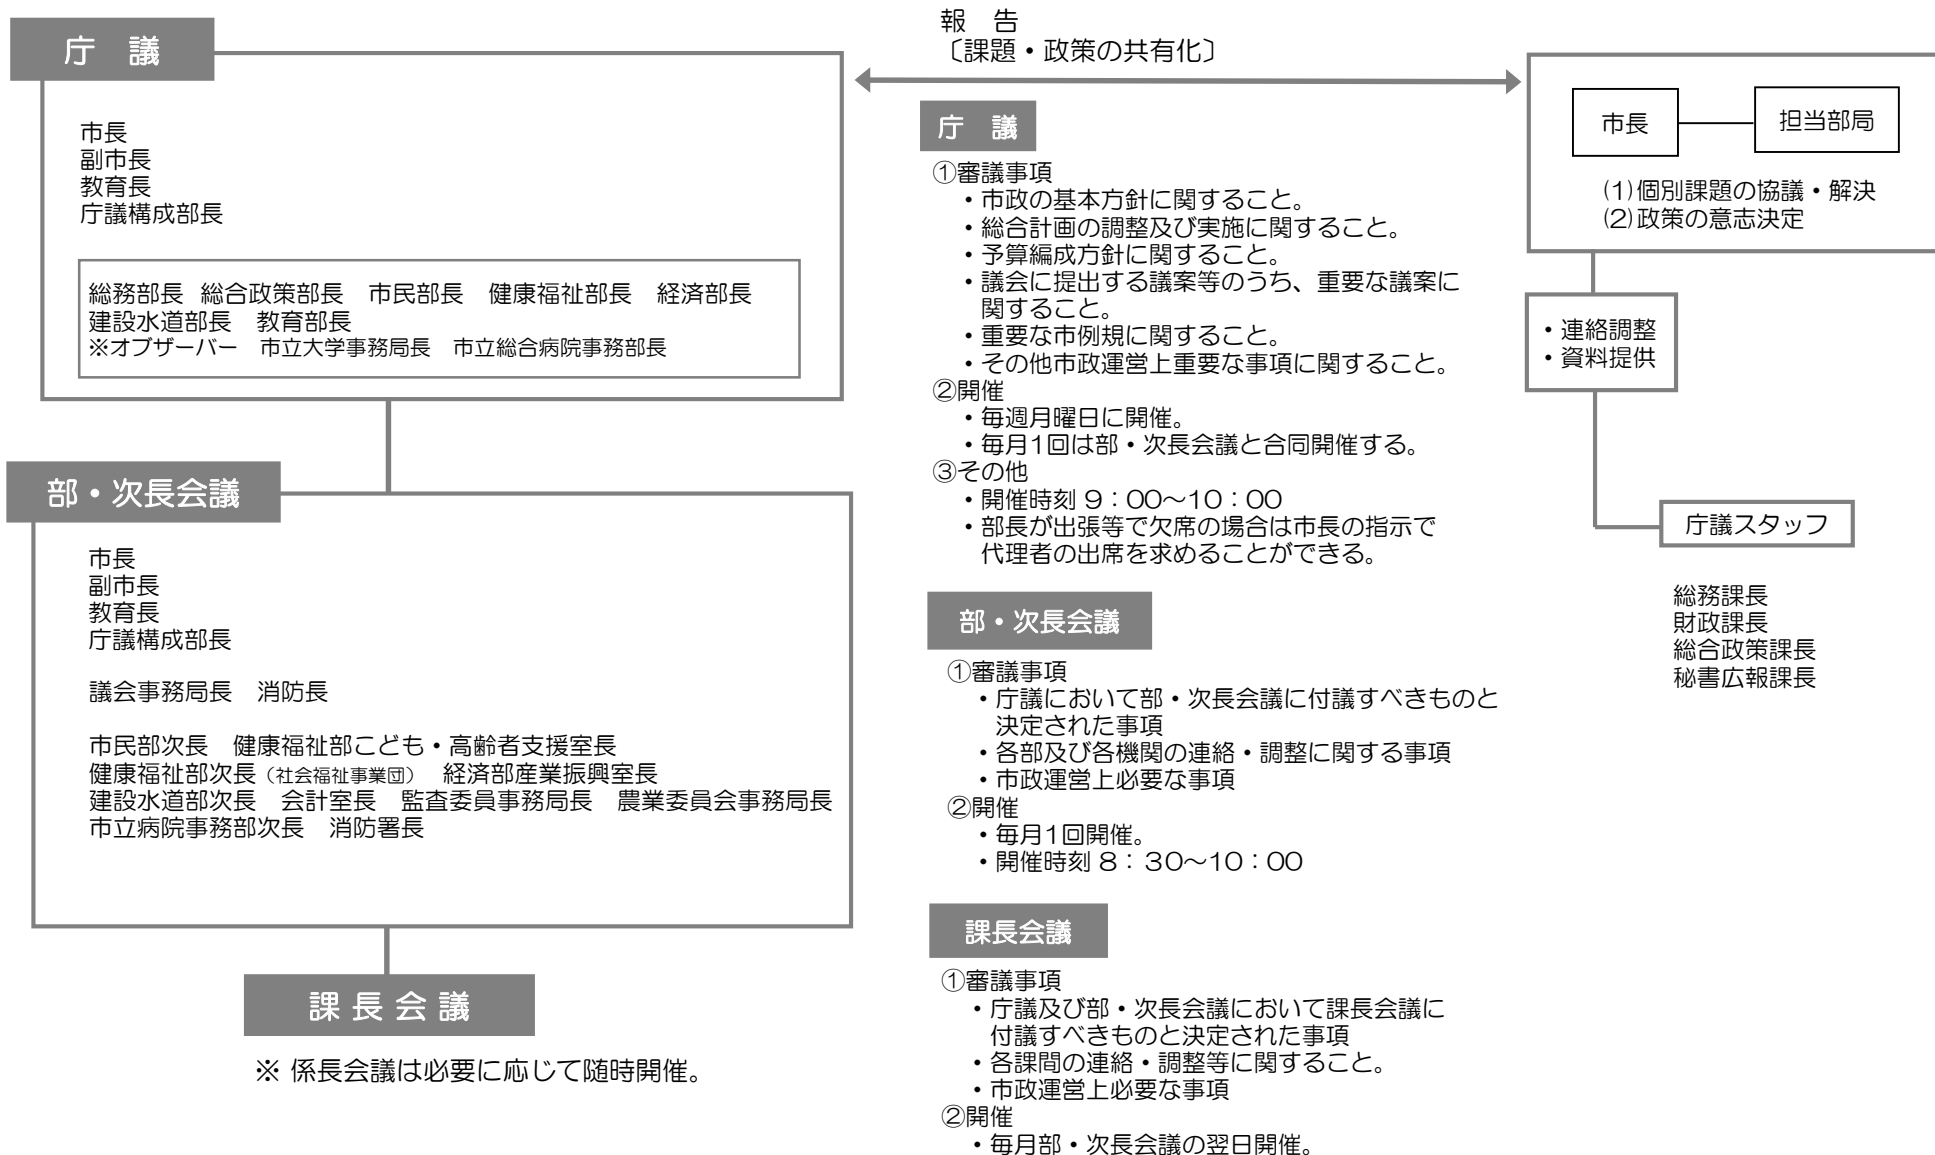 庁　議
市長
副市長
教育長
庁議構成部長
総務部長　総合政策部長　市民部長　健康福祉部長　経済部長
建設水道部長　教育部長
※オブザーバー　市立大学事務局長　市立総合病院事務部長
部・次長会議
市長
副市長
教育長
庁議構成部長
議会事務局長　消防長
市民部次長　健康福祉部こども・高齢者支援室長
健康福祉部次長（社会福祉事業団）　経済部産業振興室長
建設水道部次長　会計室長　監査委員事務局長　農業委員会事務局長
市立病院事務部次長　消防署長
課 長 会 議
※ 係長会議は必要に応じて随時開催。
報　告
〔課題・政策の共有化〕
庁　議
①審議事項
・市政の基本方針に関すること。
・総合計画の調整及び実施に関すること。
・予算編成方針に関すること。
・議会に提出する議案等のうち、重要な議案に
関すること。
・重要な市例規に関すること。
・その他市政運営上重要な事項に関すること。
②開催
・毎週月曜日に開催。
・毎月1回は部・次長会議と合同開催する。
③その他
・開催時刻 9：00～10：00
・部長が出張等で欠席の場合は市長の指示で
代理者の出席を求めることができる。
部・次長会議
①審議事項
・庁議において部・次長会議に付議すべきものと
決定された事項
・各部及び各機関の連絡・調整に関する事項
・市政運営上必要な事項
②開催
・毎月1回開催。
・開催時刻 8：30～10：00
課長会議
①審議事項
・庁議及び部・次長会議において課長会議に
付議すべきものと決定された事項
・各課間の連絡・調整等に関すること。
・市政運営上必要な事項
②開催
・毎月部・次長会議の翌日開催。
市長
担当部局
(1)個別課題の協議・解決
(2)政策の意志決定
・連絡調整
・資料提供
庁議スタッフ
総務課長
財政課長
総合政策課長
秘書広報課長